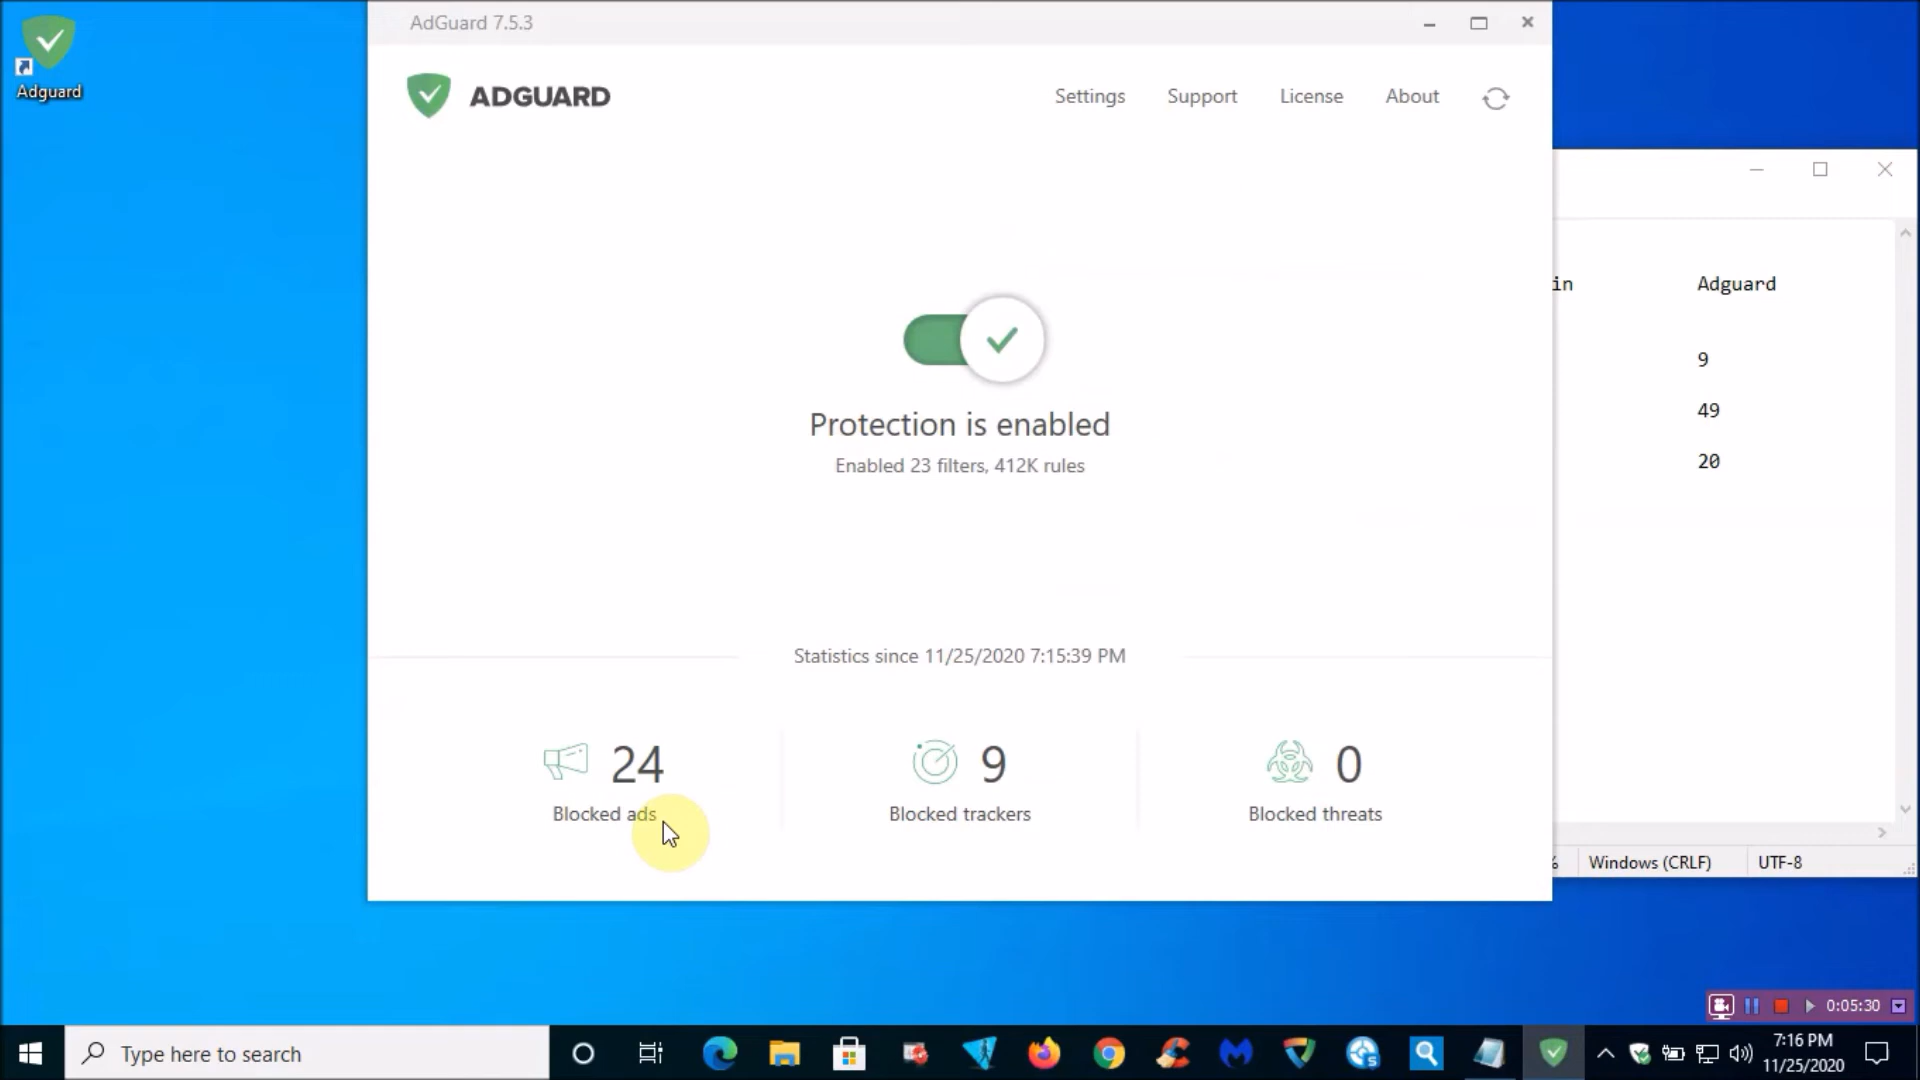 AdGuard 7.5.3
Adguard
ADGUARD
Settings Support License About
in Adguard
9
49
20
Protection is enabled
Enabled 23 filters, 412K rules
Statistics since 11/25/2020 7:15:39 PM
24 9 0
Blocked ads Blocked trackers Blocked threats
% Windows (CRLF) UTF-8
0:05:30
Type here to search
7:16 PM
11/25/2020